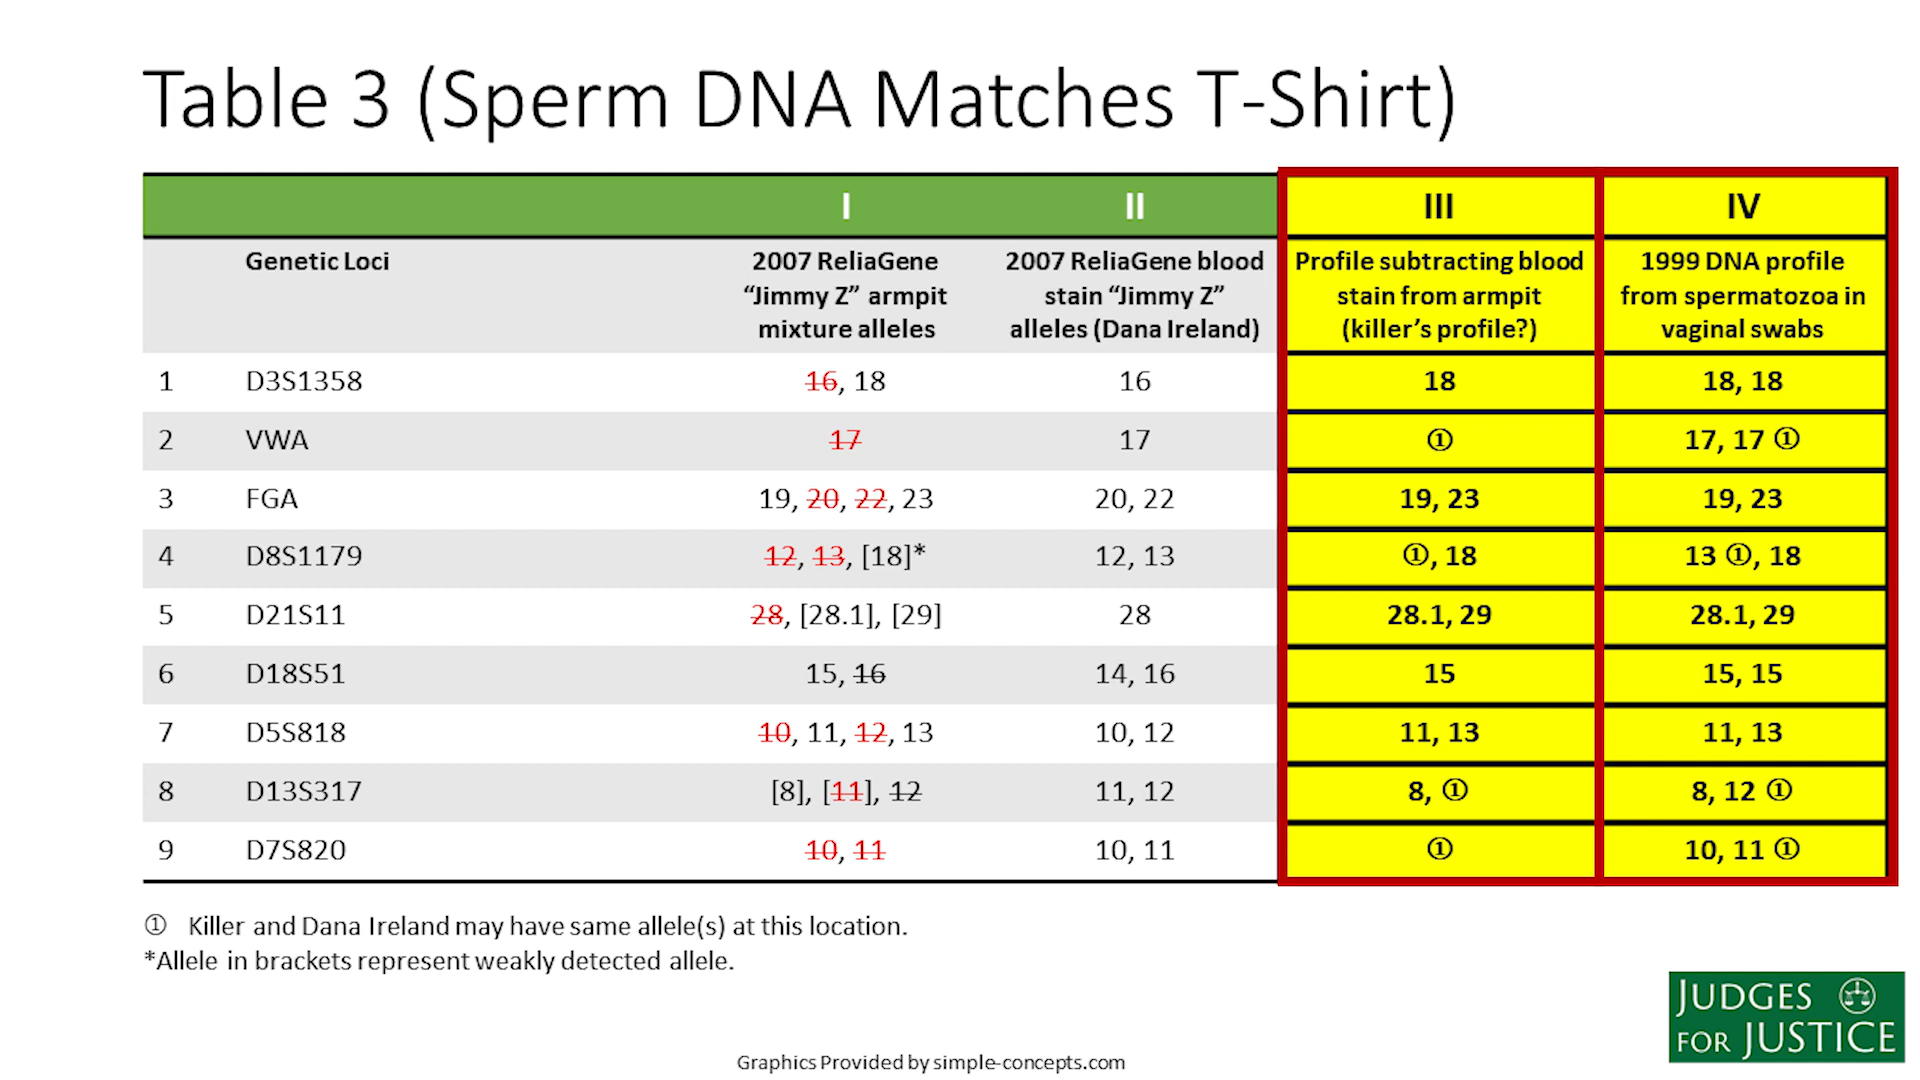 Table 3 (Sperm DNA Matches T-Shirt)
I II III IV
Genetic Loci 2007 ReliaGene 2007 ReliaGene blood Profile subtracting blood 1999 DNA profile
“Jimmy Z” armpit stain “Jimmy Z” stain from armpit from spermatozoa in
mixture alleles alleles (Dana Ireland) (killer’s profile?) vaginal swabs
1 D3S1358 16, 18 16 18 18, 18
2 VWA 17 17 ① 17, 17 ①
3 FGA 19, 20, 22, 23 20, 22 19, 23 19, 23
4 D8S1179 12, 13, [18]* 12, 13 ①, 18 13 ①, 18
5 D21S11 28, [28.1], [29] 28 28.1, 29 28.1, 29
6 D18S51 15, 16 14, 16 15 15, 15
7 D5S818 10, 11, 12, 13 10, 12 11, 13 11, 13
8 D13S317 [8], [11], 12 11, 12 8, ① 8, 12 ①
9 D7S820 10, 11 10, 11 ① 10, 11 ①
① Killer and Dana Ireland may have same allele(s) at this location.
*Allele in brackets represent weakly detected allele.
JUDGES
FOR JUSTICE
Graphics Provided by simple-concepts.com